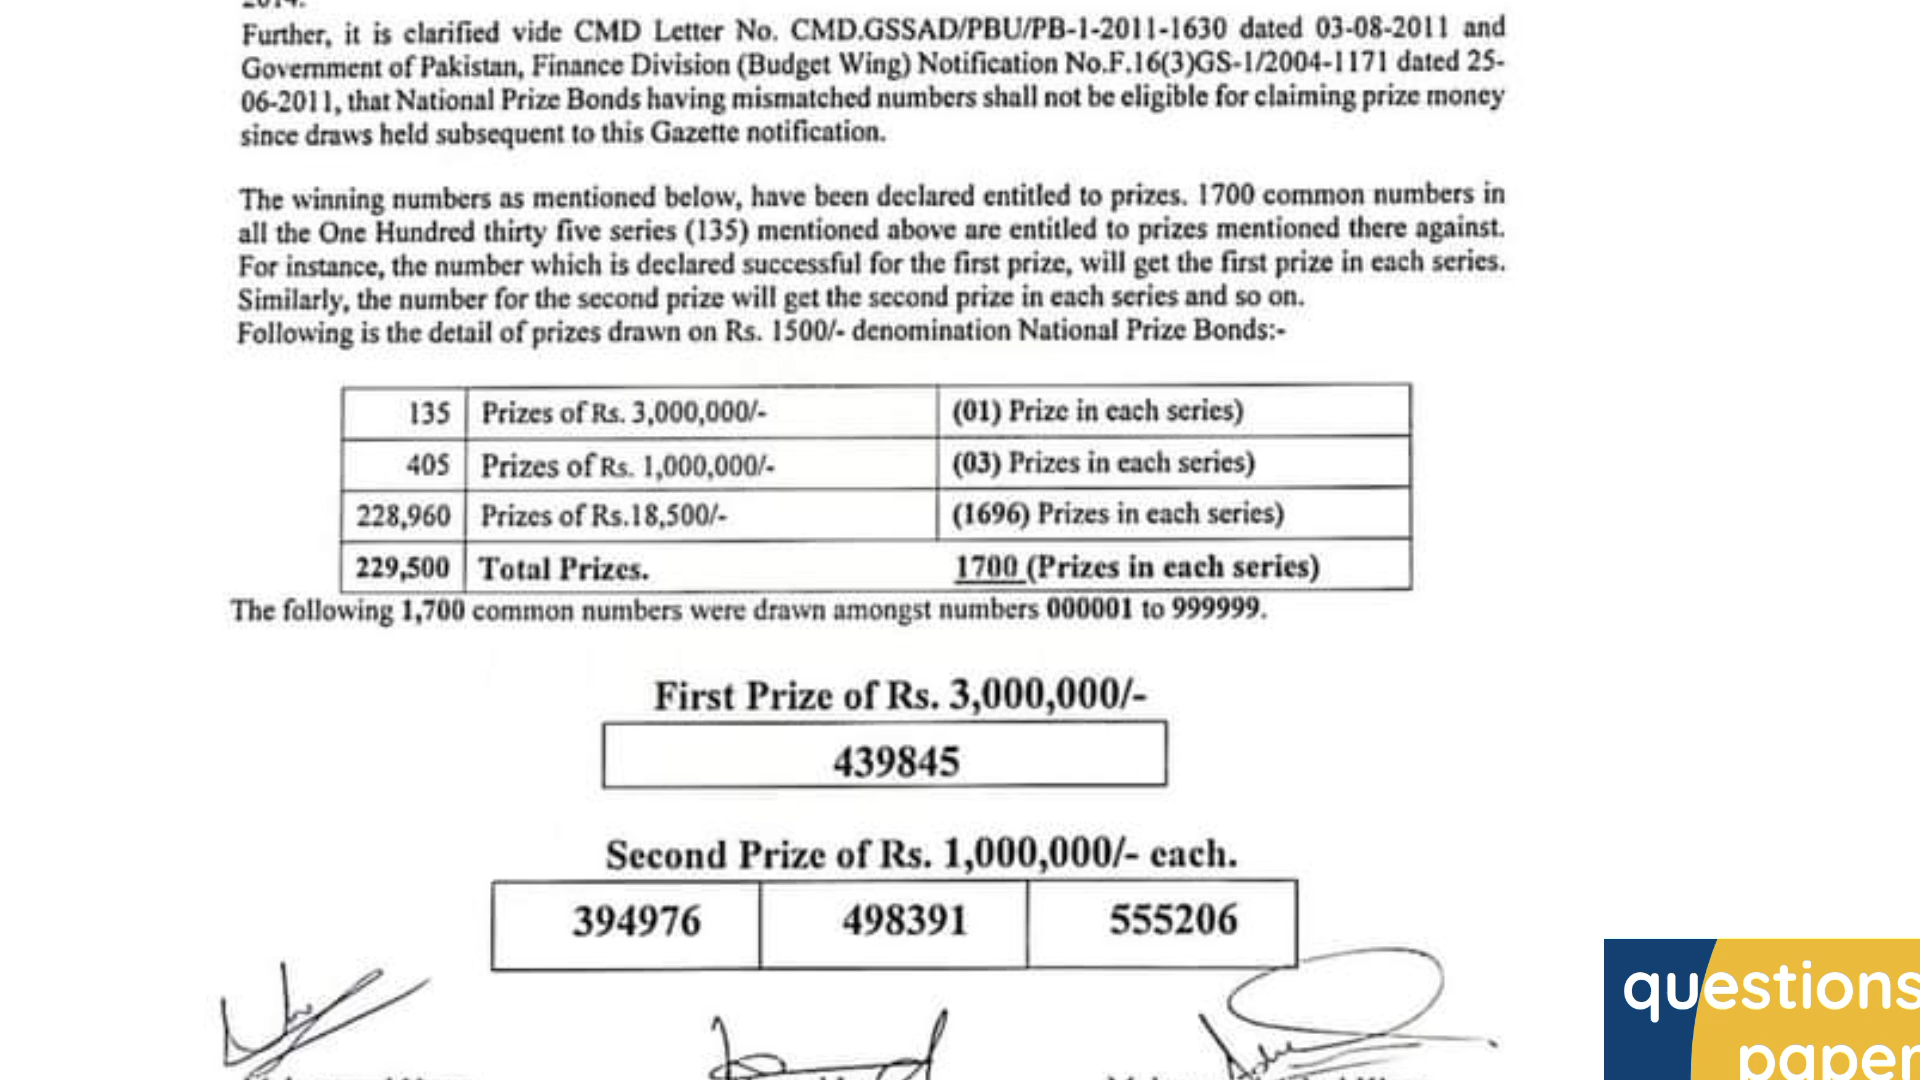 Further, it is clarified vide CMD Letter No. CMD.GSSAD/PBU/PB-1-2011-1630 dated 03-08-2011 and
Government of Pakistan, Finance Division (Budget Wing) Notification No.F.16(3)GS-1/2004-1171 dated 25-
06-2011, that National Prize Bonds having mismatched numbers shall not be eligible for claiming prize money
since draws held subsequent to this Gazette notification.
The winning numbers as mentioned below, have been declared entitled to prizes. 1700 common numbers in
all the One Hundred thirty five series (135) mentioned above are entitled to prizes mentioned there against.
For instance, the number which is declared successful for the first prize, will get the first prize in each series.
Similarly, the number for the second prize will get the second prize in each series and so on.
Following is the detail of prizes drawn on Rs. 1500/- denomination National Prize Bonds:-
135 Prizes of Rs. 3,000,000/- (01) Prize in each series)
405 Prizes of Rs. 1,000,000/- (03) Prizes in each series)
228,960 Prizes of Rs.18,500/- (1696) Prizes in each series)
229,500 Total Prizes. 1700 (Prizes in each series)
The following 1,700 common numbers were drawn amongst numbers 000001 to 999999.
First Prize of Rs. 3,000,000/-
439845
Second Prize of Rs. 1,000,000/- each.
394976 498391 555206
questions
paper